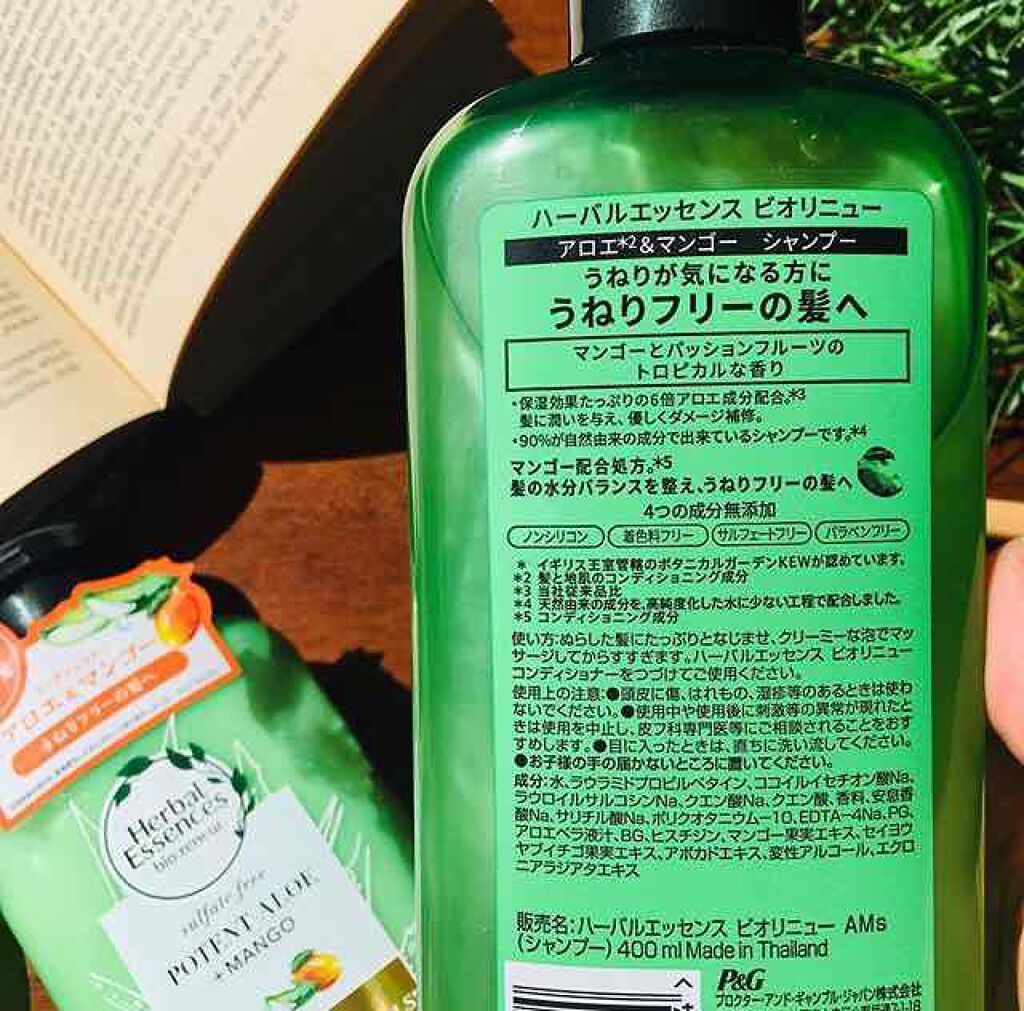 ハーバルエッセンス ビオリニュー
アロエ*2&マンゴー シャンプー
うねりが気になる方に
うねりフリーの髪へ
マンゴーとパッションフルーツの
トロピカルな香り
・保湿効果たっぷりの6倍アロエ成分配合。*3
髪に潤いを与え、優しくダメージ補修。
・90%が自然由来の成分で出来ているシャンプーです。*4
マンゴー配合処方。*5
髪の水分バランスを整え、うねりフリーの髪へ
4つの成分無添加
ノンシリコン 着色料フリー サルフェートフリー パラベンフリー
* イギリス王室管轄のボタニカルガーデンKEWが認めています。
*2 髪と地肌のコンディショニング成分
*3 当社従来品比
*4 天然由来の成分を、高純度化した水に少ない工程で配合しました。
*5 コンディショニング成分
使い方:ぬらした髪にたっぷりとなじませ、クリーミーな泡でマッ
サージしてからすすぎます。ハーバルエッセンス ビオリニュー
コンディショナーをつづけてご使用ください。
使用上の注意:●頭皮に傷、はれもの、湿疹等のあるときは使わ
ないでください。●使用中や使用後に刺激等の異常が現れたと
きは使用を中止し、皮フ科専門医等にご相談されることをおす
すめします。●目に入ったときは、直ちに洗い流してください。
●お子様の手の届かないところに置いてください。
成分:水、ラウラミドプロピルベタイン、ココイルイセチオン酸Na、
ラウロイルサルコシンNa、クエン酸Na、クエン酸、香料、安息香
酸Na、サリチル酸Na、ポリクオタニウム-10、EDTA-4Na、PG、
アロエベラ液汁、BG、ヒスチジン、マンゴー果実エキス、セイヨウ
ヤブイチゴ果実エキス、アボカドエキス、変性アルコール、エクロ
ニアラジアタエキス
販売名:ハーバルエッセンス ビオリニュー AMs
(シャンプー) 400 ml Made in Thailand
P&G
プロクター・アンド・ギャンブル・ジャパン株式会社
アロエ&マンゴー
うねりフリーの髪へ
Herbal
Essences
bio:renew
sulfate free
POTENT ALOE
+ MANGO